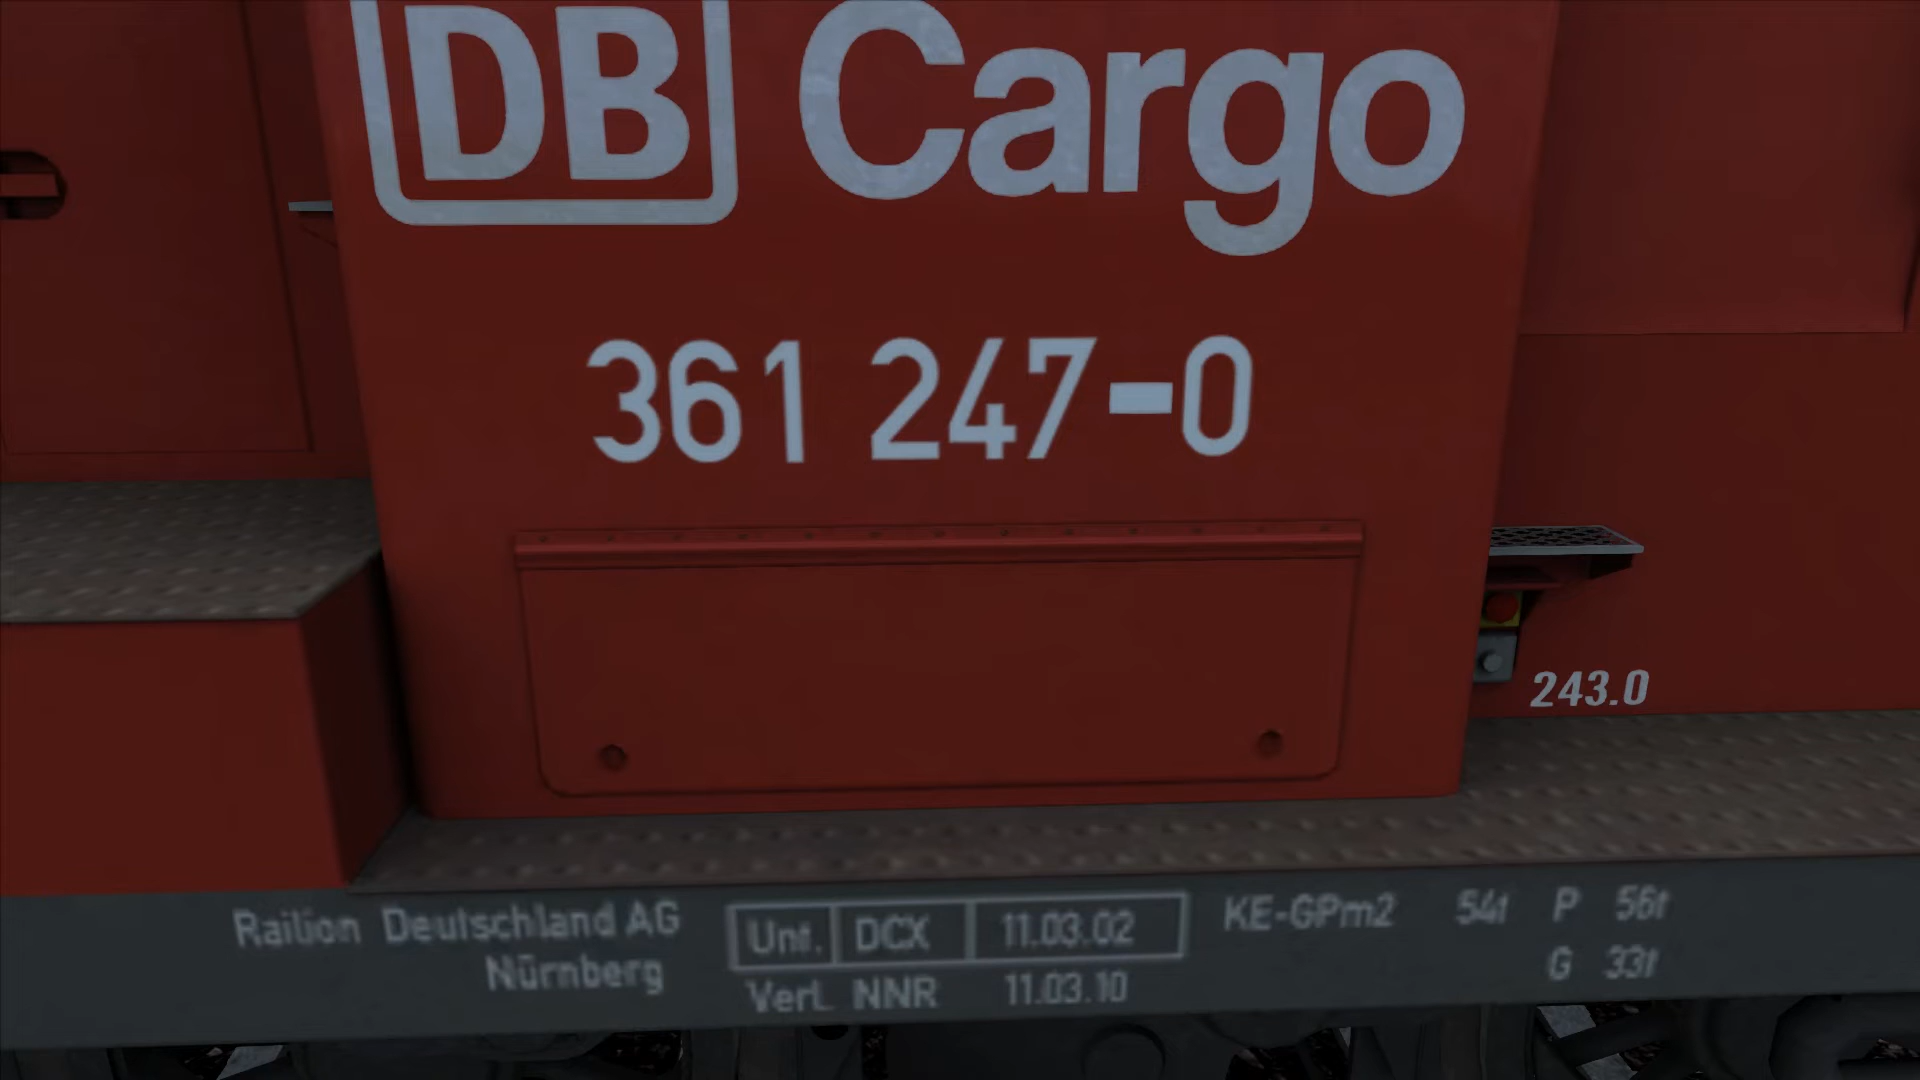 DB Cargo
361 247-0
243.0
Railion Deutschland AG
Nürnberg
Unt. DCX 11.03.02
Verl. NNR 11.03.10
KE-GPm2 54t P 56t
G 33t